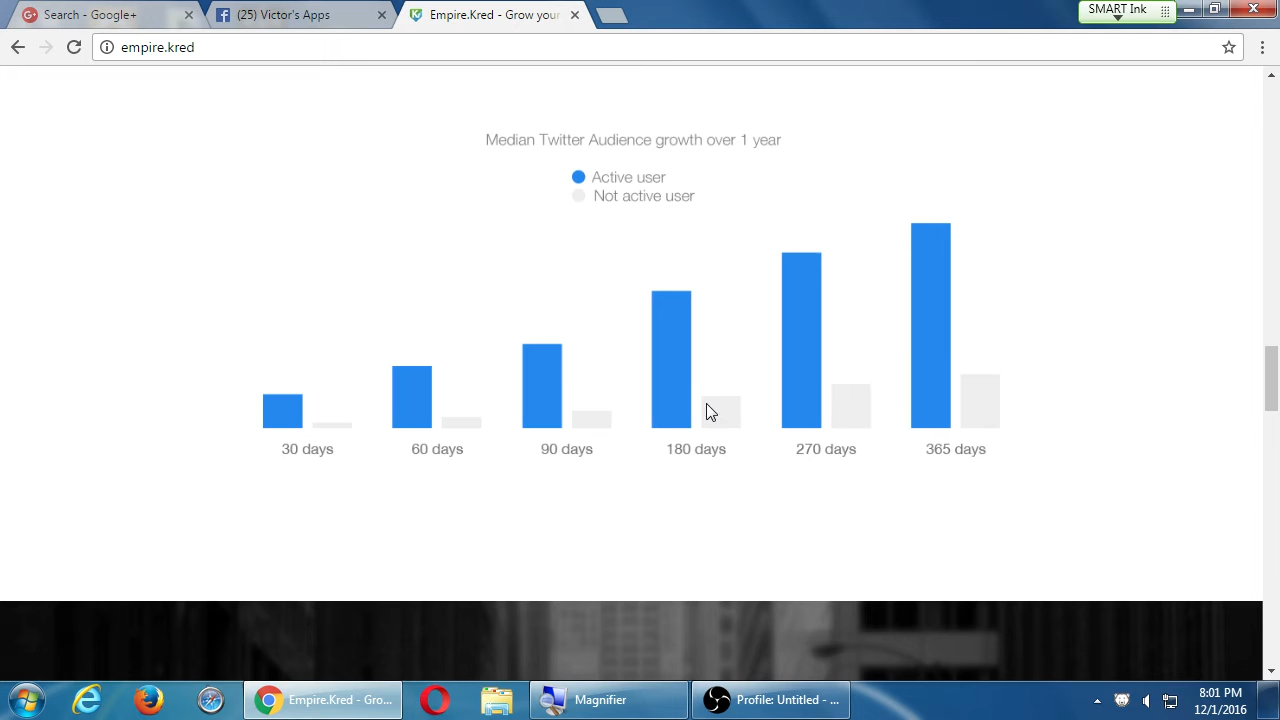 Search - Google+
(25) Victor's Apps
Empire.Kred - Grow your
SMART Ink
empire.kred
Median Twitter Audience growth over 1 year
Active user
Not active user
30 days 60 days 90 days 180 days 270 days 365 days
Empire.Kred - Gro...
Magnifier
Profile: Untitled - ...
8:01 PM
12/1/2016